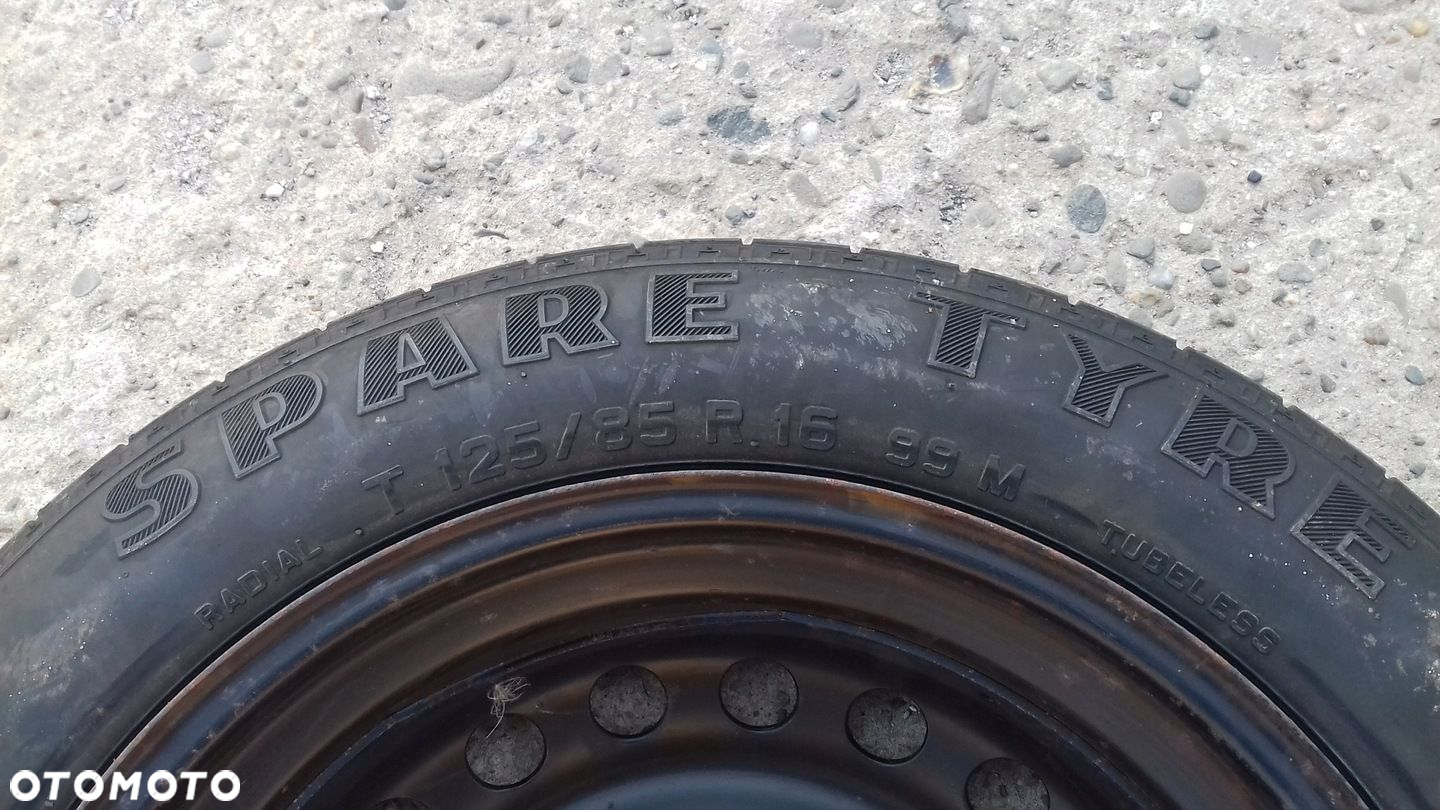 SPARE TYRE
T 125/85 R 16 99 M
RADIAL
TUBELESS
OTOMOTO